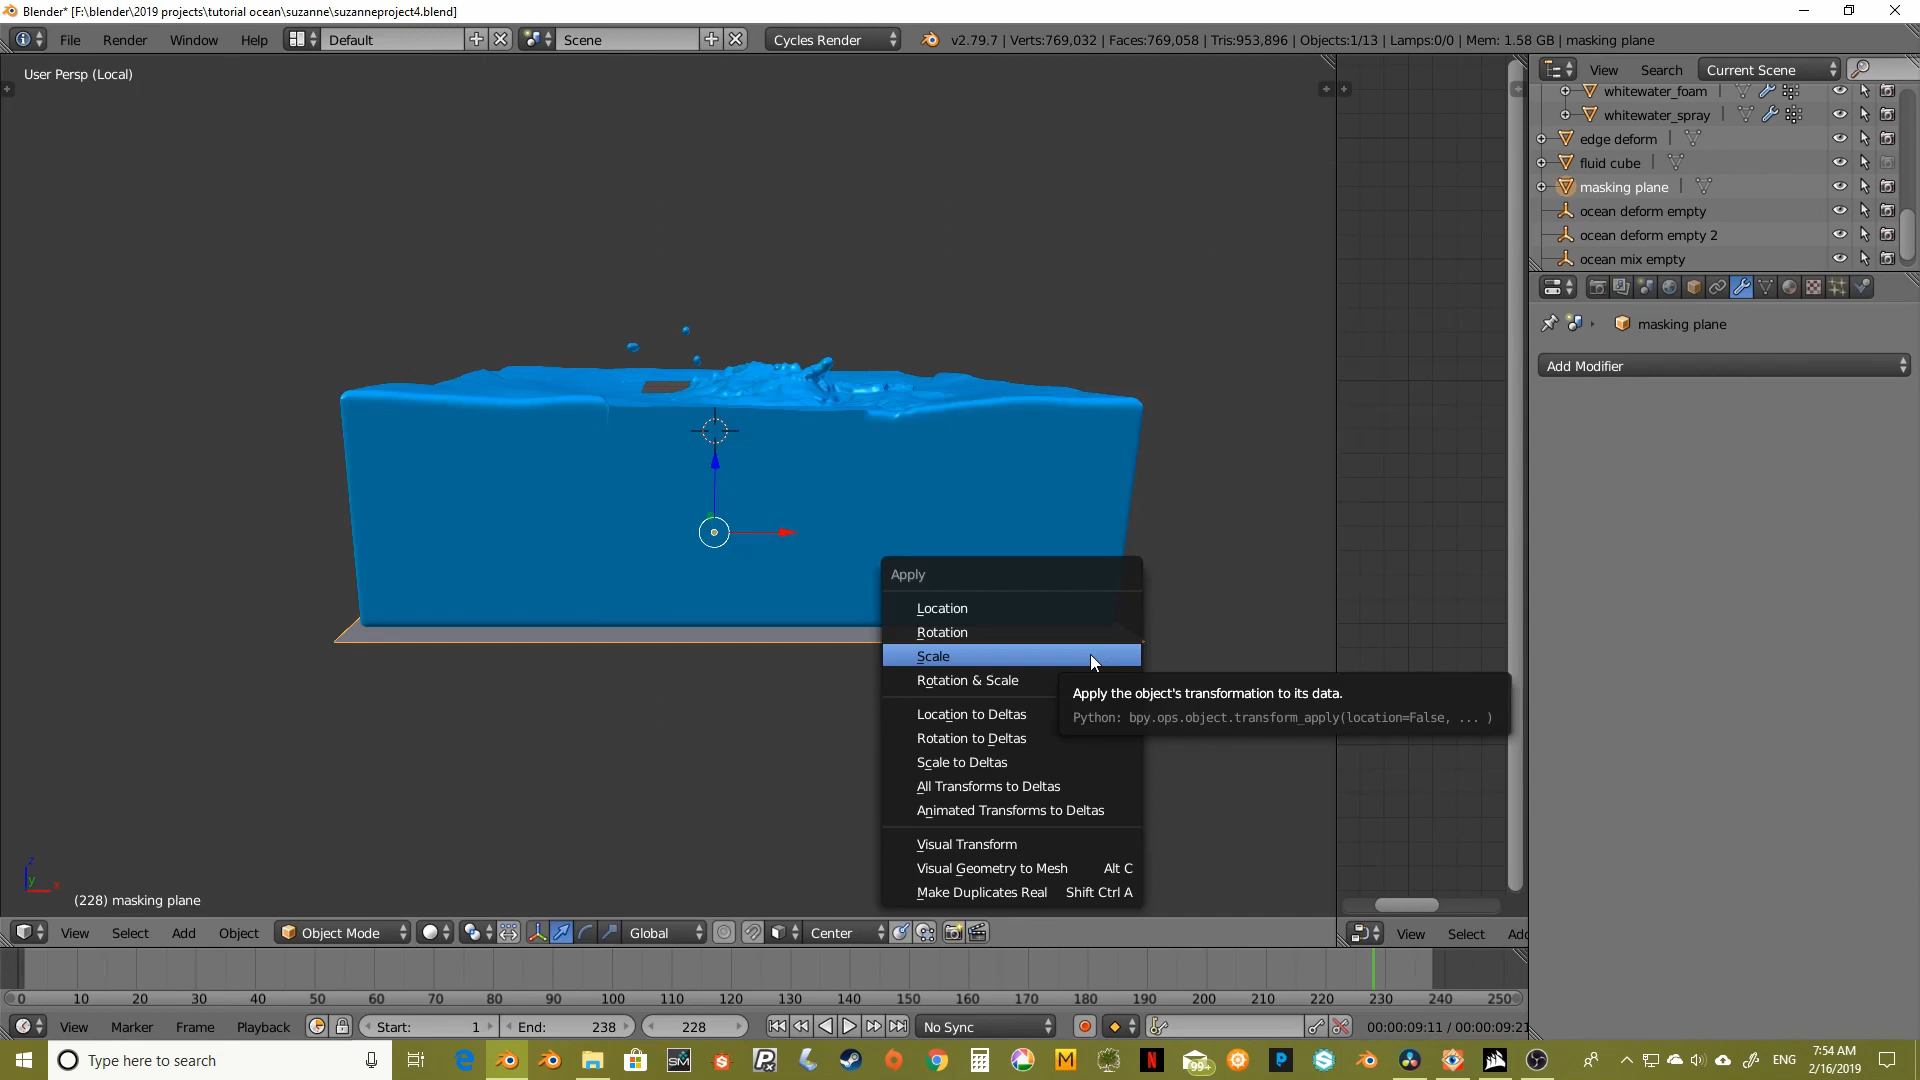 Blender* [F:\blender\2019 projects\tutorial ocean\suzanne\suzanneproject4.blend]
File Render Window Help Default Scene Cycles Render v2.79.7 | Verts:769,032 | Faces:769,058 | Tris:953,896 | Objects:1/13 | Lamps:0/0 | Mem: 1.58 GB | masking plane
User Persp (Local)
View Search Current Scene
whitewater_foam
whitewater_spray
edge deform
fluid cube
masking plane
ocean deform empty
ocean deform empty 2
ocean mix empty
masking plane
Add Modifier
Apply
Location
Rotation
Scale
Rotation & Scale
Location to Deltas
Rotation to Deltas
Scale to Deltas
All Transforms to Deltas
Animated Transforms to Deltas
Visual Transform
Visual Geometry to Mesh Alt C
Make Duplicates Real Shift Ctrl A
Apply the object's transformation to its data.
Python: bpy.ops.object.transform_apply(location=False, ... )
z
y
x
(228) masking plane
View Select Add Object Object Mode Global Center View Select Add
0 10 20 30 40 50 60 70 80 90 100 110 120 130 140 150 160 170 180 190 200 210 220 230 240 250
View Marker Frame Playback Start: 1 End: 238 228 No Sync 00:00:09:11 / 00:00:09:21
Type here to search
SM
99+
ENG
7:54 AM
2/16/2019